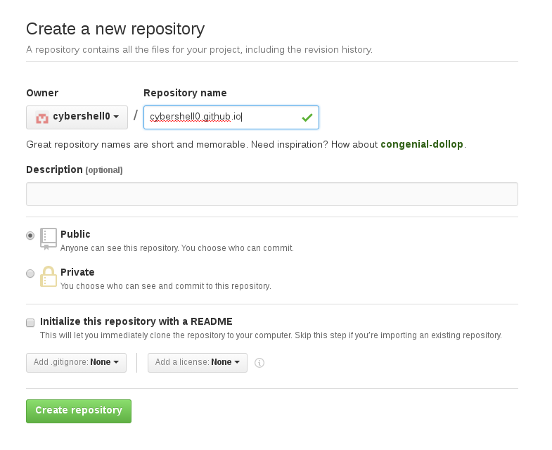 Create a new repository
A repository contains all the files for your project, including the revision history.
Owner Repository name
cybershell0 / cybershell0.github.io
Great repository names are short and memorable. Need inspiration? How about congenial-dollop.
Description (optional)
Public
Anyone can see this repository. You choose who can commit.
Private
You choose who can see and commit to this repository.
Initialize this repository with a README
This will let you immediately clone the repository to your computer. Skip this step if you're importing an existing repository.
Add .gitignore: None Add a license: None
Create repository